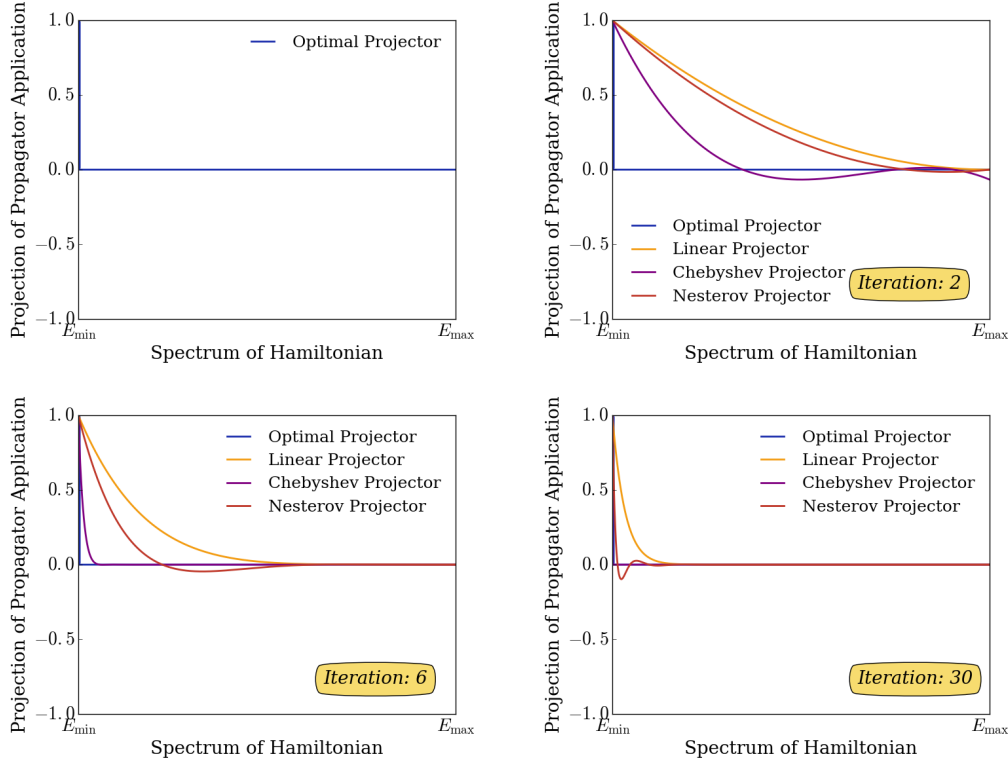 Projection of Propagator Application
1.0
0.5
0.0
−0.5
−1.0
Optimal Projector
E_min
E_max
Spectrum of Hamiltonian
Projection of Propagator Application
1.0
0.5
0.0
−0.5
−1.0
Optimal Projector
Linear Projector
Chebyshev Projector
Nesterov Projector
Iteration: 2
E_min
E_max
Spectrum of Hamiltonian
Projection of Propagator Application
1.0
0.5
0.0
−0.5
−1.0
Optimal Projector
Linear Projector
Chebyshev Projector
Nesterov Projector
Iteration: 6
E_min
E_max
Spectrum of Hamiltonian
Projection of Propagator Application
1.0
0.5
0.0
−0.5
−1.0
Optimal Projector
Linear Projector
Chebyshev Projector
Nesterov Projector
Iteration: 30
E_min
E_max
Spectrum of Hamiltonian